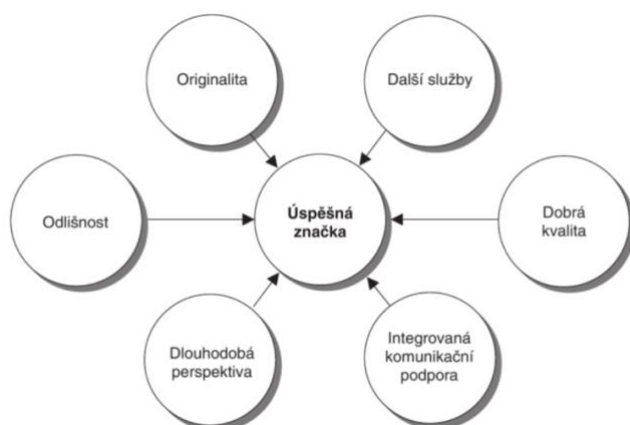 Originalita
Další služby
Odlišnost
Úspěšná
značka
Dobrá
kvalita
Dlouhodobá
perspektiva
Integrovaná
komunikační
podpora